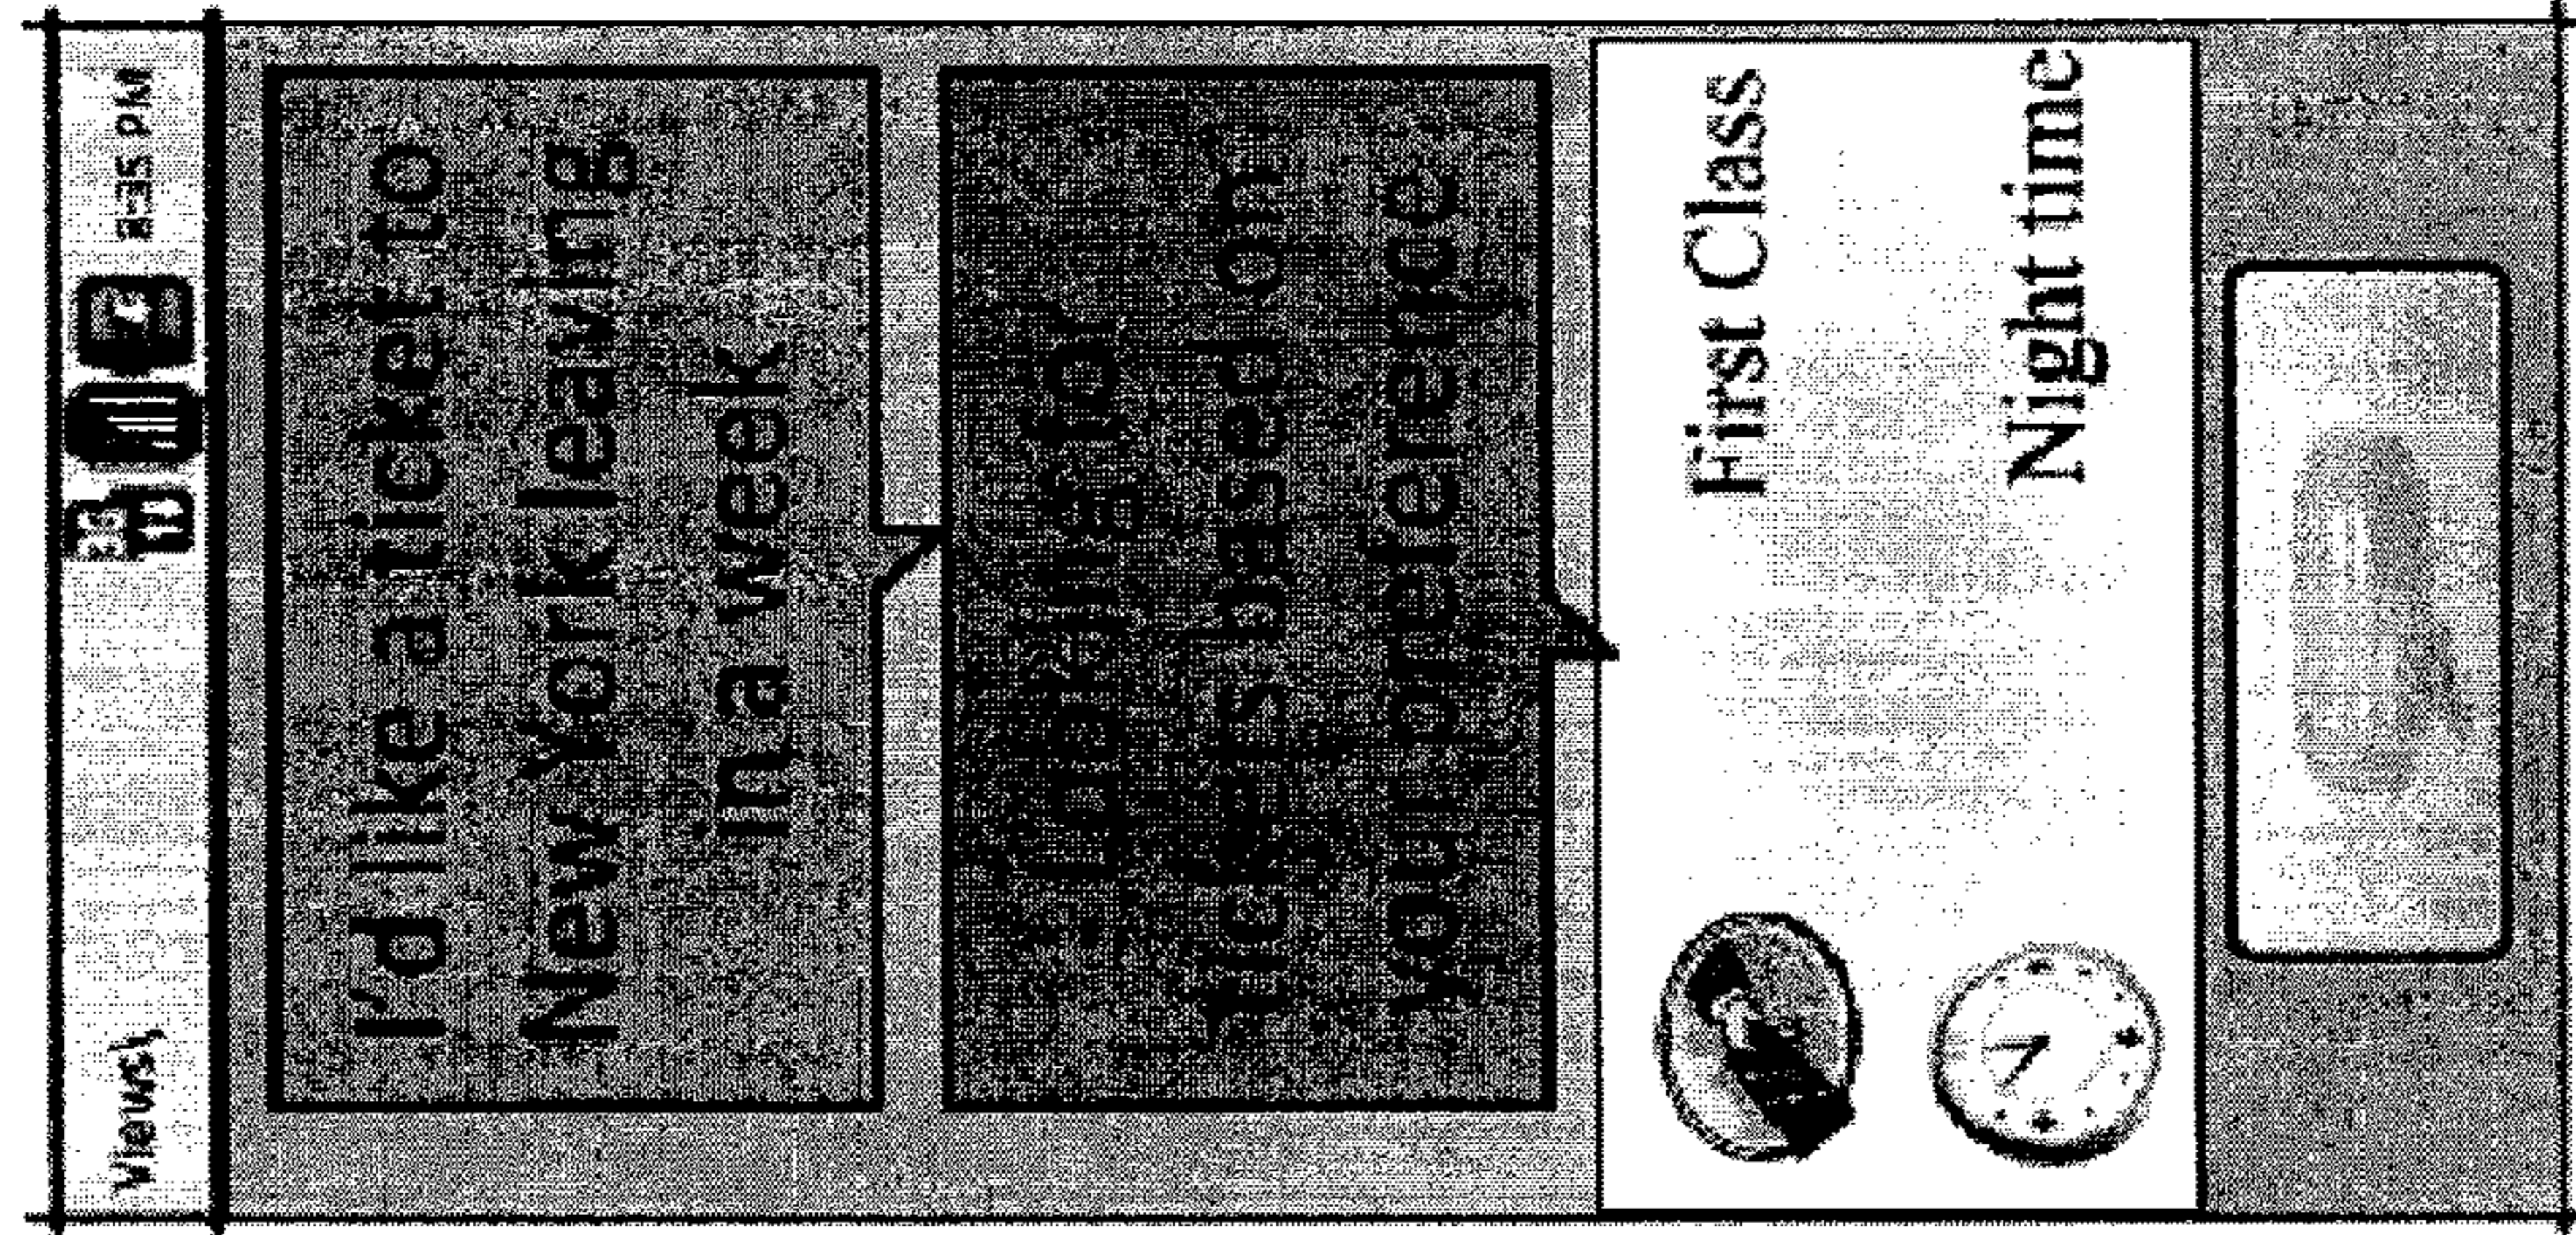 Views
3G
I'd like a ticket to
New York leaving
in a week
Looking for
tickets based on
your preference
First Class
Night time